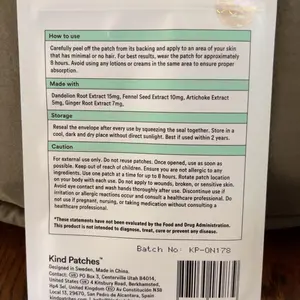 How to use
Carefully peel off the patch from its backing and apply to an area of your skin
that has minimal or no hair. For best results, wear the patch for approximately
8 hours. Avoid using any lotions or creams in the same area to ensure proper
absorption.
Made with
Dandelion Root Extract 15mg, Fennel Seed Extract 10mg, Artichoke Extract
5mg, Ginger Root Extract 7mg.
Storage
Reseal the envelope after every use by squeezing the seal together. Store in a
cool, dark and dry place without direct sunlight. Best if used within 2 years.
Caution
For external use only. Do not reuse patches. Once opened, use as soon as
possible. Keep out of reach of children. Ensure you are not allergic to any
ingredients. Use one patch at a time for up to 8 hours. Rotate patch location
on your body with each use. Do not apply to wounds, broken, or sensitive skin.
Avoid eye contact and wash hands thoroughly after use. Discontinue use if
irritation or allergic reactions occur and consult a healthcare professional.
If you are pregnant, nursing, or taking medication without consulting a
healthcare professional.
*These statements have not been evaluated by the Food and Drug Administration.
This product is not intended to diagnose, treat, cure or prevent any disease.
Batch No: KP-0N178
Kind Patches™
Designed in Sweden, Made in China.
Contact: 00 POBOX 3, Centerville Utah 84014,
United States 4 Kinsbury Road, Berkhamsted,
Hp4 United Kingdom
Local 13, 29670, San Pedro de Alcantara, Spain